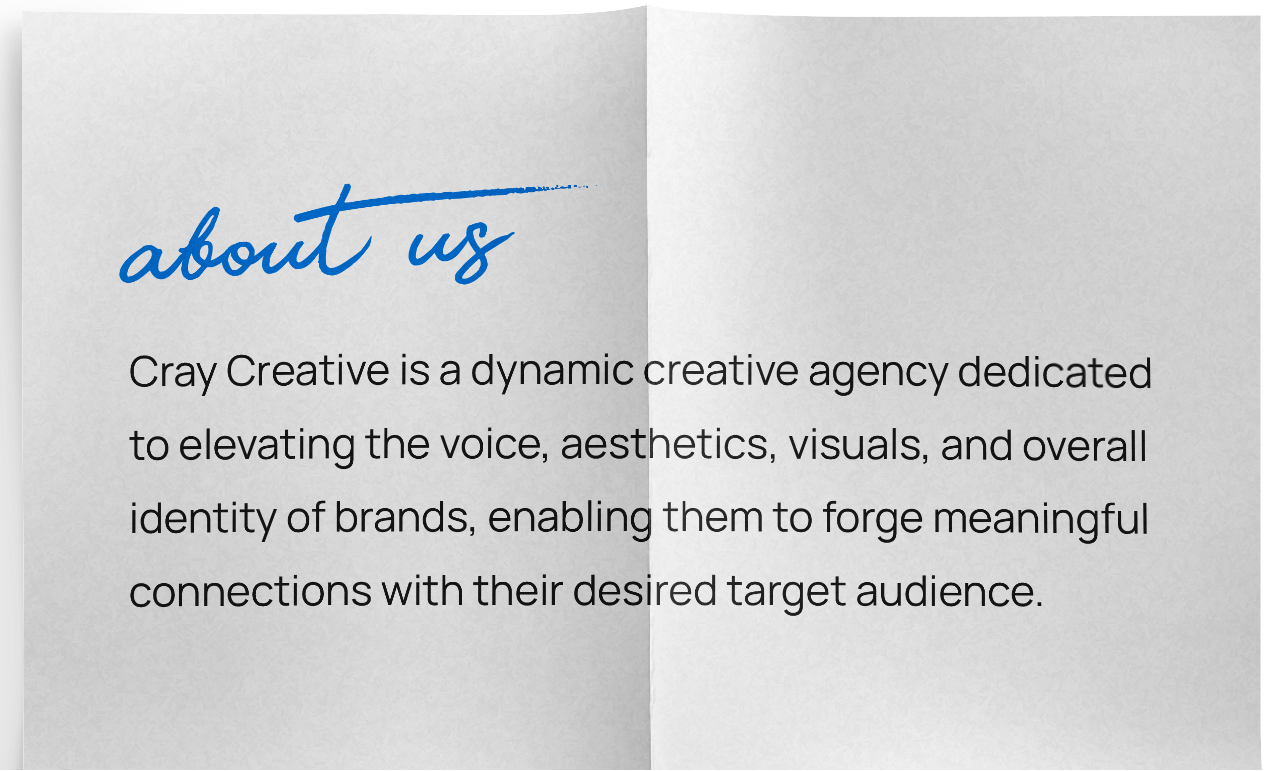 about us
Cray Creative is a dynamic creative agency dedicated
to elevating the voice, aesthetics, visuals, and overall
identity of brands, enabling them to forge meaningful
connections with their desired target audience.